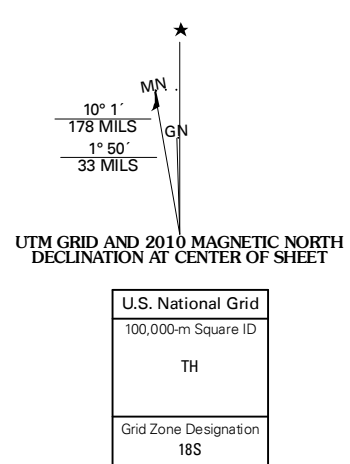 ★
MN
10° 1´
178 MILS
GN
1° 50´
33 MILS
UTM GRID AND 2010 MAGNETIC NORTH
DECLINATION AT CENTER OF SHEET
U.S. National Grid
100,000-m Square ID
TH
Grid Zone Designation
18S